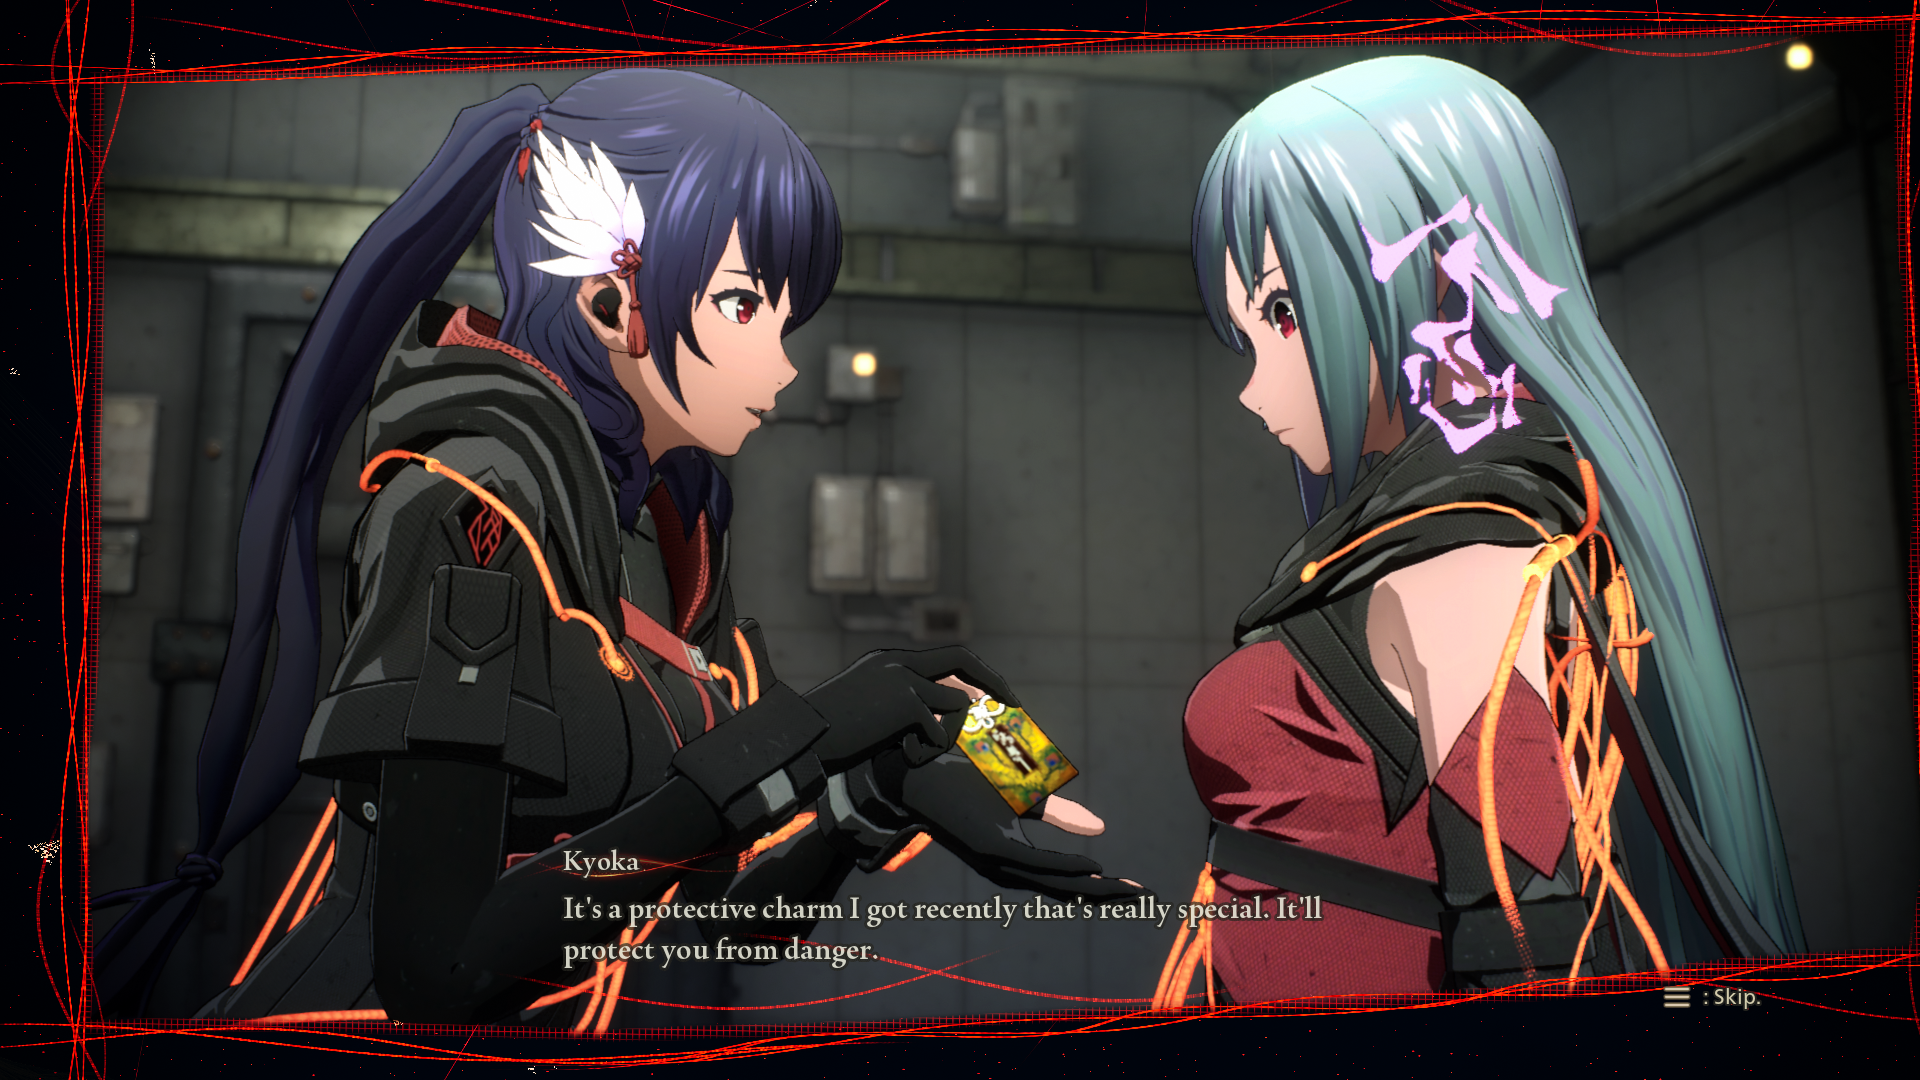 Kyoka
It's a protective charm I got recently that's really special. It'll
protect you from danger.
: Skip.